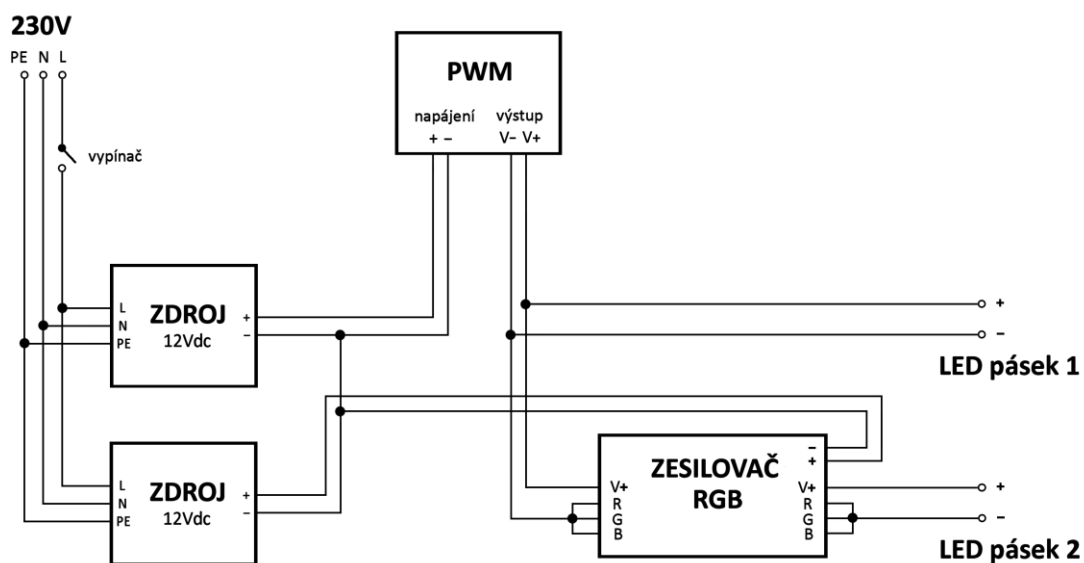 230V
PE N L
vypínač
PWM
napájení výstup
+ − V− V+
ZDROJ
12Vdc
L
N
PE
+
−
+
−
LED pásek 1
ZDROJ
12Vdc
L
N
PE
+
−
ZESILOVAČ
RGB
V+
R
G
B
−
+
V+
R
G
B
+
−
LED pásek 2